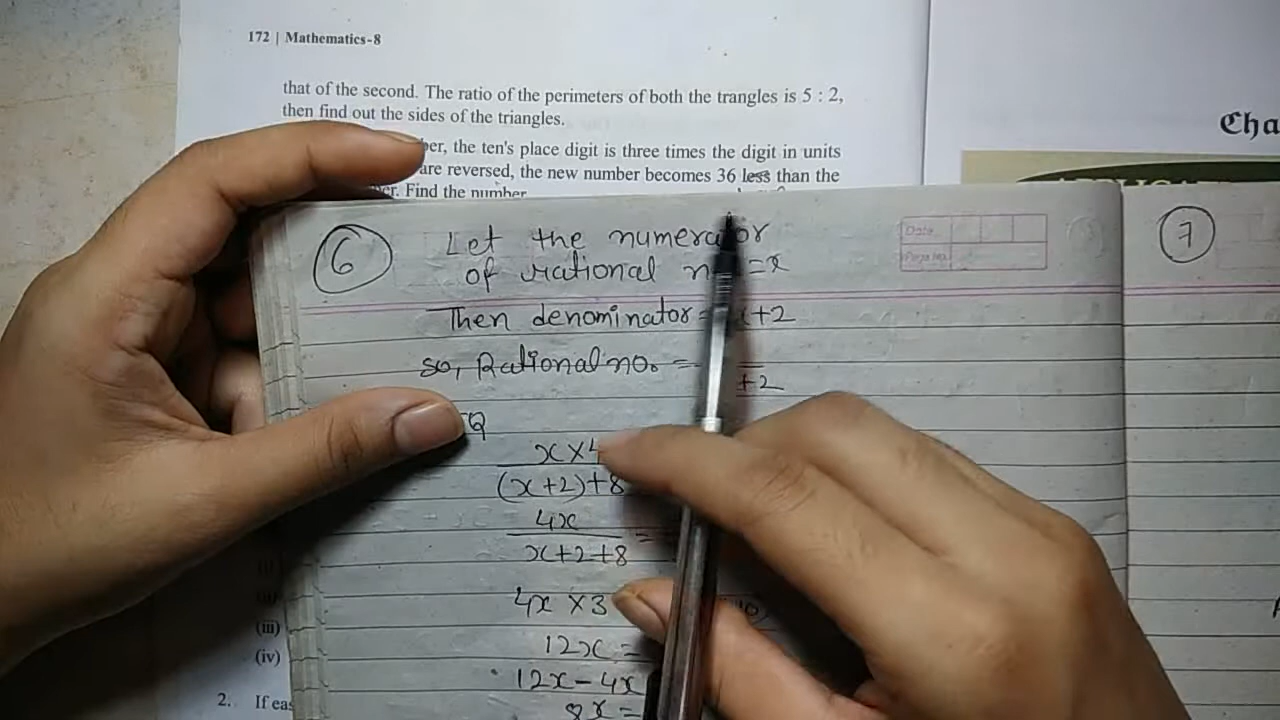 172 | Mathematics-8
that of the second. The ratio of the perimeters of both the trangles is 5 : 2,
then find out the sides of the triangles.
the ten's place digit is three times the digit in units
are reversed, the new number becomes 36 less than the
Find the number
Cha
6
Let the numerator
of rational =x
Then denominator= x+2
so, Rational no. =
+2
Q
x×4
(x+2)+8
4x
=
x+2+8
4x ×3
12x=
12x-4x
8x=
Date
Page No.
7
(iii)
(iv)
2. If